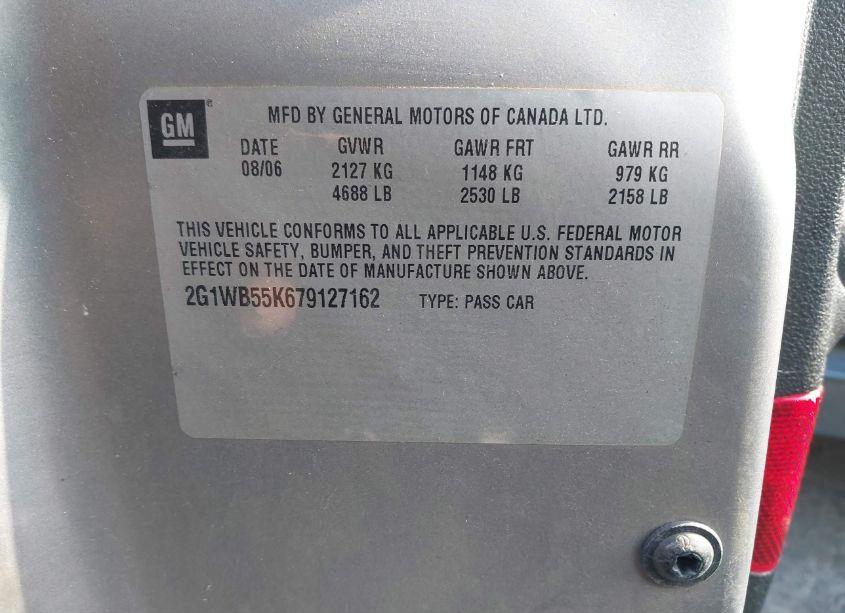 GM®
MFD BY GENERAL MOTORS OF CANADA LTD.
DATE GVWR GAWR FRT GAWR RR
08/06 2127 KG 1148 KG 979 KG
4688 LB 2530 LB 2158 LB
THIS VEHICLE CONFORMS TO ALL APPLICABLE U.S. FEDERAL MOTOR
VEHICLE SAFETY, BUMPER, AND THEFT PREVENTION STANDARDS IN
EFFECT ON THE DATE OF MANUFACTURE SHOWN ABOVE.
2G1WB55K679127162 TYPE: PASS CAR